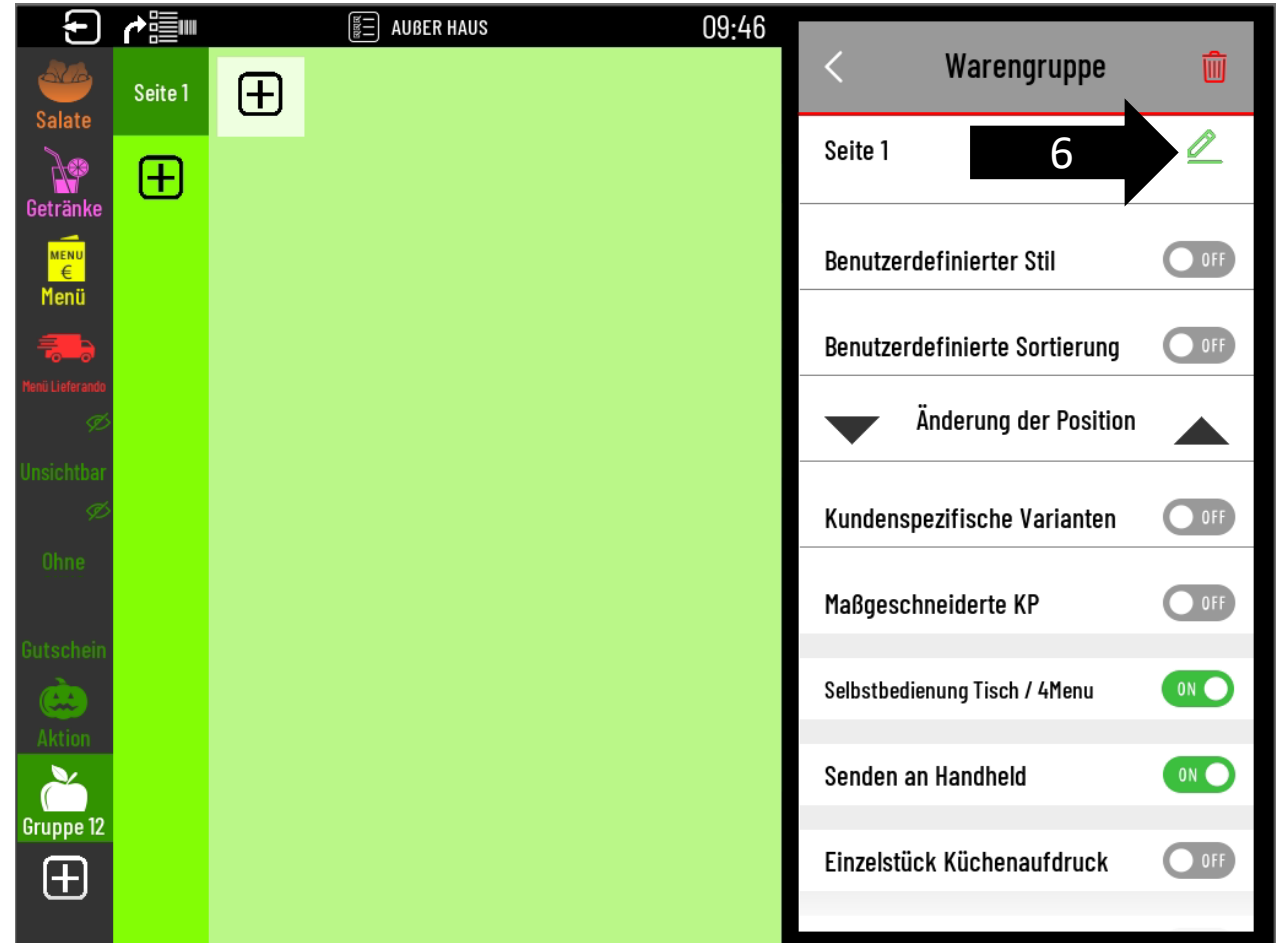 AUßER HAUS
09:46
Salate
Getränke
MENU
€
Menü
Menü Lieferando
Unsichtbar
Ohne
Gutschein
Aktion
Gruppe 12
Seite 1
Warengruppe
Seite 1
6
Benutzerdefinierter Stil
OFF
Benutzerdefinierte Sortierung
OFF
Änderung der Position
Kundenspezifische Varianten
OFF
Maßgeschneiderte KP
OFF
Selbstbedienung Tisch / 4Menu
ON
Senden an Handheld
ON
Einzelstück Küchenaufdruck
OFF